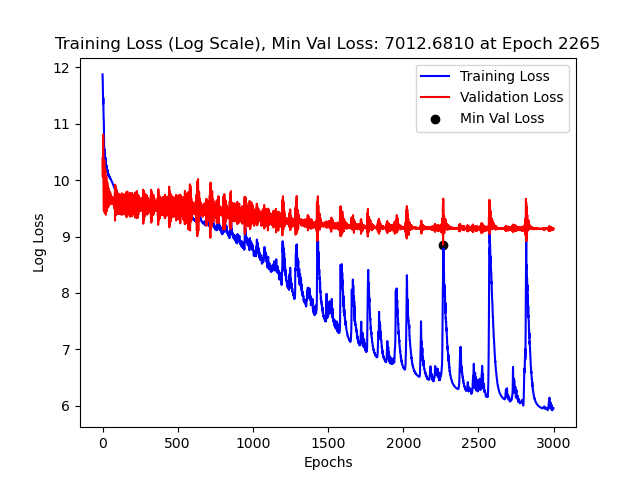 Training Loss (Log Scale), Min Val Loss: 7012.6810 at Epoch 2265
Training Loss
Validation Loss
Min Val Loss
Log Loss
12
11
10
9
8
7
6
0
500
1000
1500
2000
2500
3000
Epochs